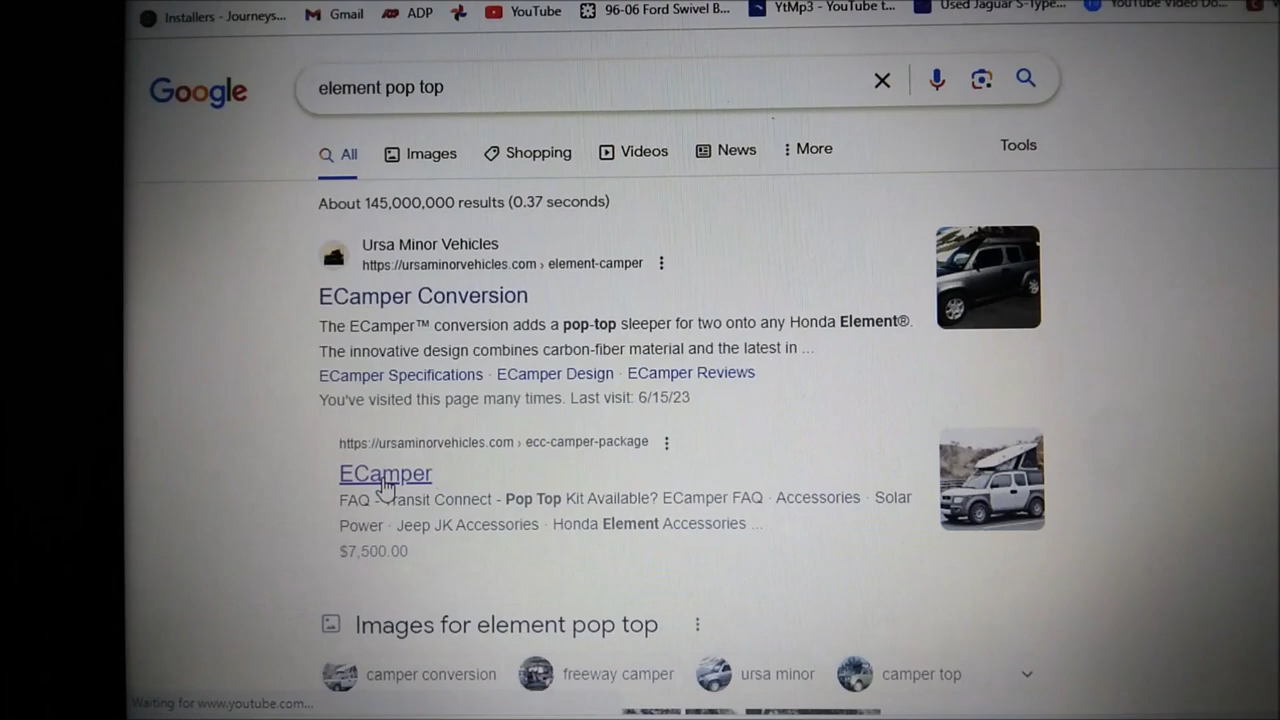 Installers - Journeys...
Gmail
ADP
YouTube
96-06 Ford Swivel B...
YtMp3 - YouTube t...
Used Jaguar S-Type...
YouTube Video Do...
Google
element pop top
All
Images
Shopping
Videos
News
More
Tools
About 145,000,000 results (0.37 seconds)
Ursa Minor Vehicles
https://ursaminorvehicles.com › element-camper
ECamper Conversion
The ECamper™ conversion adds a pop-top sleeper for two onto any Honda Element®.
The innovative design combines carbon-fiber material and the latest in ...
ECamper Specifications · ECamper Design · ECamper Reviews
You've visited this page many times. Last visit: 6/15/23
https://ursaminorvehicles.com › ecc-camper-package
ECamper
FAQ - Transit Connect - Pop Top Kit Available? ECamper FAQ · Accessories · Solar
Power · Jeep JK Accessories · Honda Element Accessories ...
$7,500.00
Images for element pop top
camper conversion
freeway camper
ursa minor
camper top
Waiting for www.youtube.com...